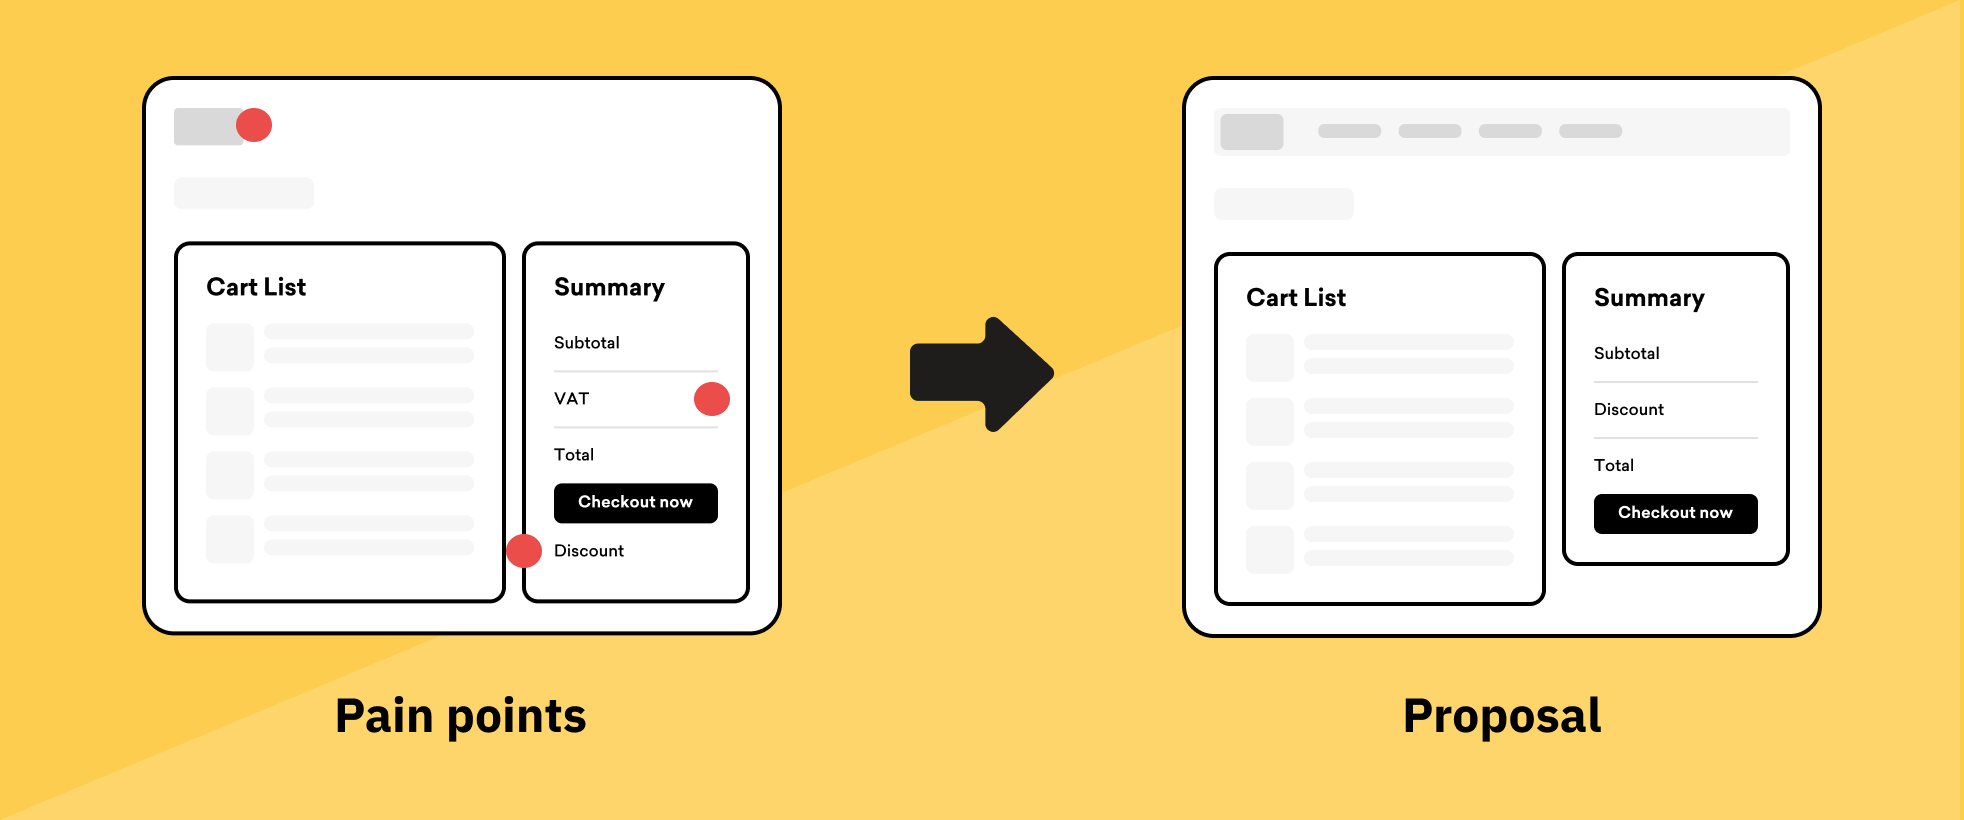 Cart List
Summary
Subtotal
VAT
Total
Checkout now
Discount
Pain points
Cart List
Summary
Subtotal
Discount
Total
Checkout now
Proposal